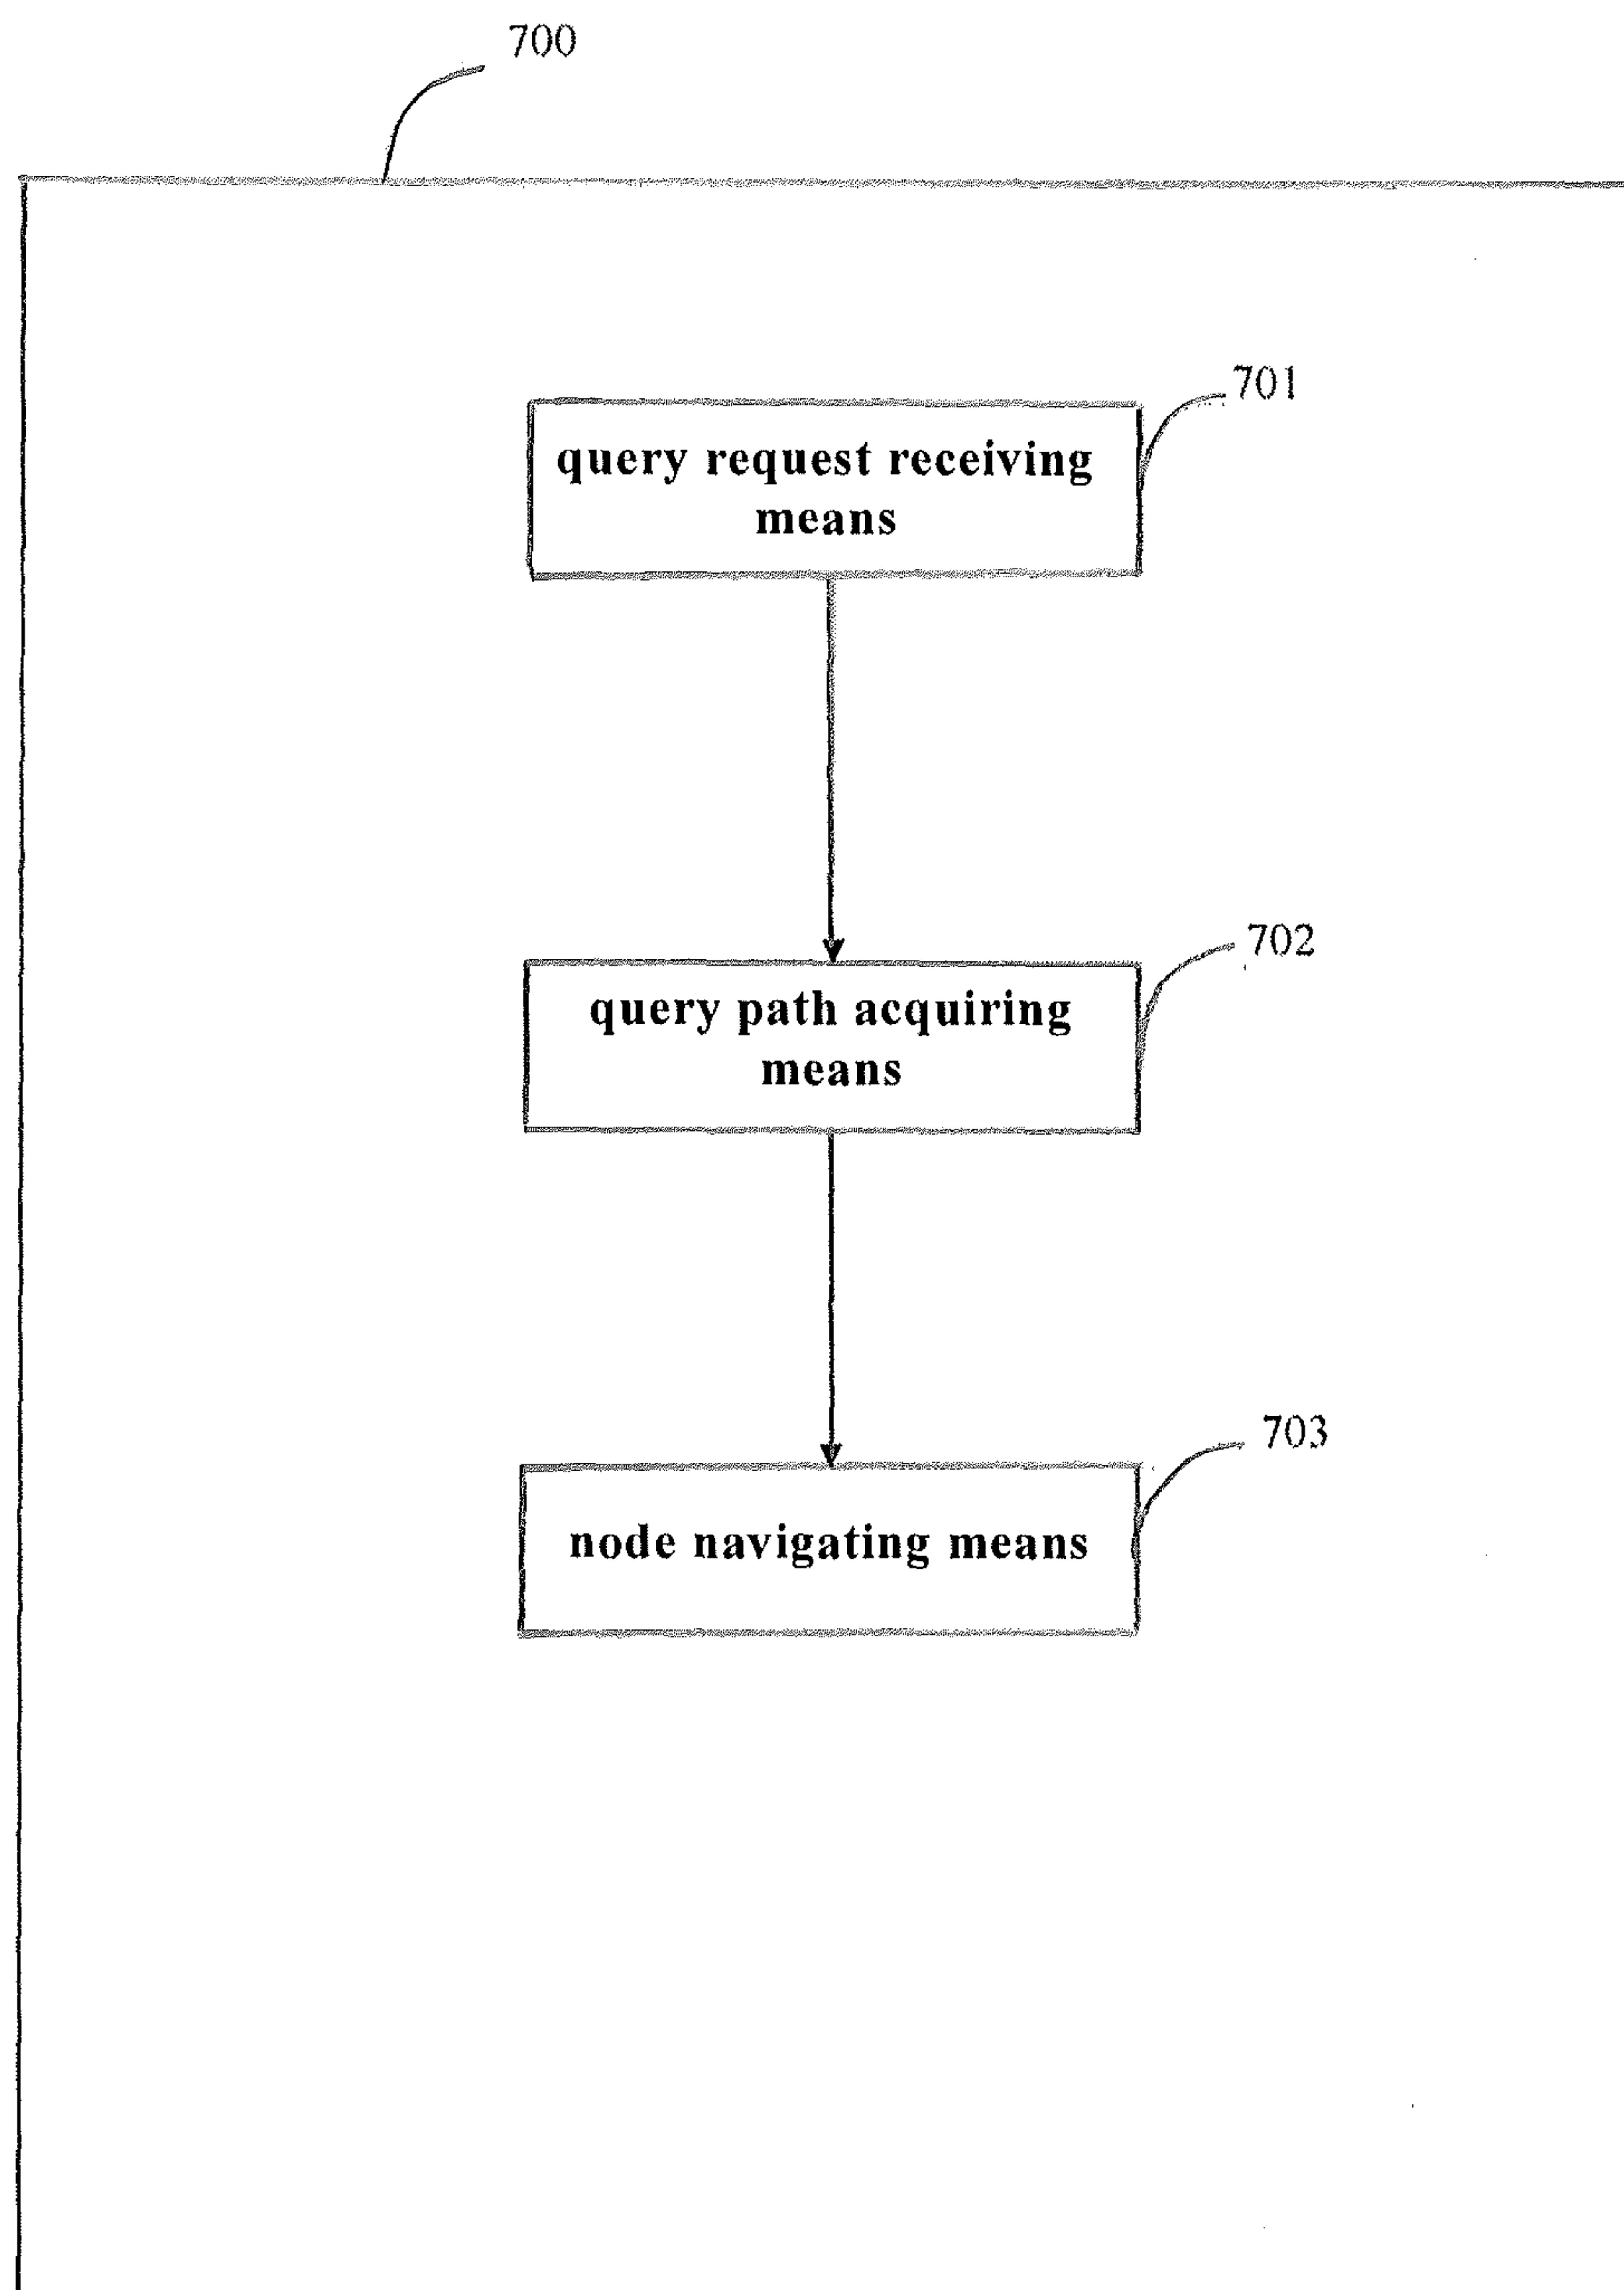 700
701
query request receiving
means
702
query path acquiring
means
703
node navigating means